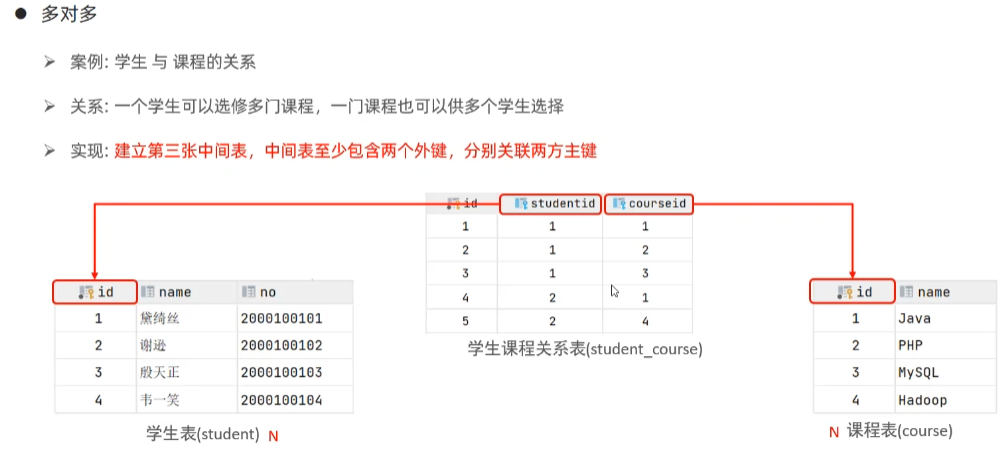 ● 多对多
➢ 案例: 学生 与 课程的关系
➢ 关系: 一个学生可以选修多门课程，一门课程也可以供多个学生选择
➢ 实现: 建立第三张中间表，中间表至少包含两个外键，分别关联两方主键
id studentid courseid
1 1 1
2 1 2
3 1 3
4 2 1
5 2 4
学生课程关系表(student_course)
id name no
1 黛绮丝 2000100101
2 谢逊 2000100102
3 殷天正 2000100103
4 韦一笑 2000100104
学生表(student) N
id name
1 Java
2 PHP
3 MySQL
4 Hadoop
N 课程表(course)